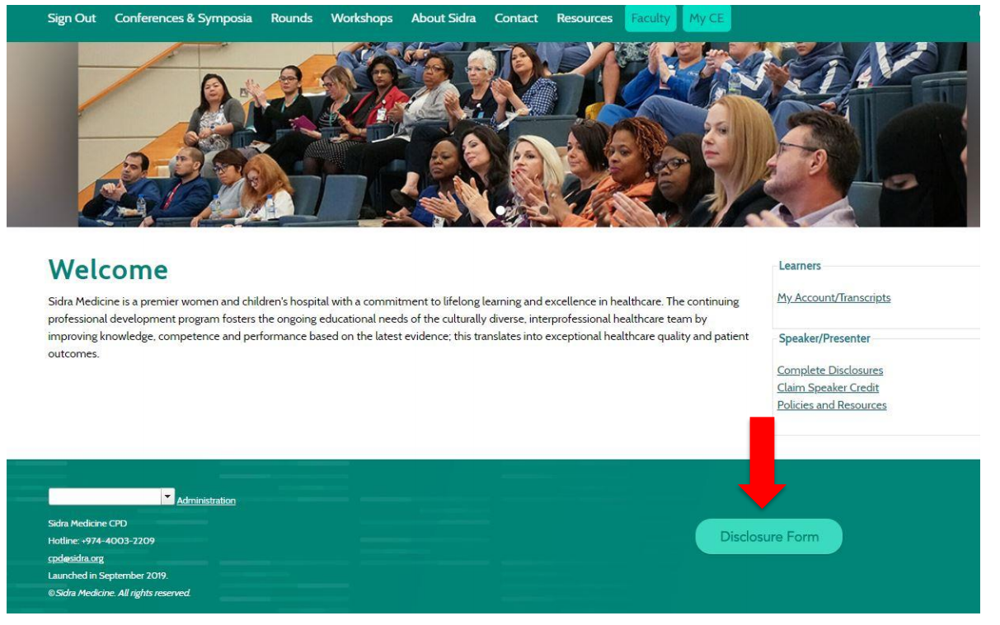 Sign Out Conferences & Symposia Rounds Workshops About Sidra Contact Resources Faculty My CE
Welcome
Sidra Medicine is a premier women and children's hospital with a commitment to lifelong learning and excellence in healthcare. The continuing
professional development program fosters the ongoing educational needs of the culturally diverse, interprofessional healthcare team by
improving knowledge, competence and performance based on the latest evidence; this translates into exceptional healthcare quality and patient
outcomes.
Learners
My Account/Transcripts
Speaker/Presenter
Complete Disclosures
Claim Speaker Credit
Policies and Resources
Administration
Sidra Medicine CPD
Hotline: +974-4003-2209
cpd@sidra.org
Launched in September 2019.
© Sidra Medicine. All rights reserved.
Disclosure Form